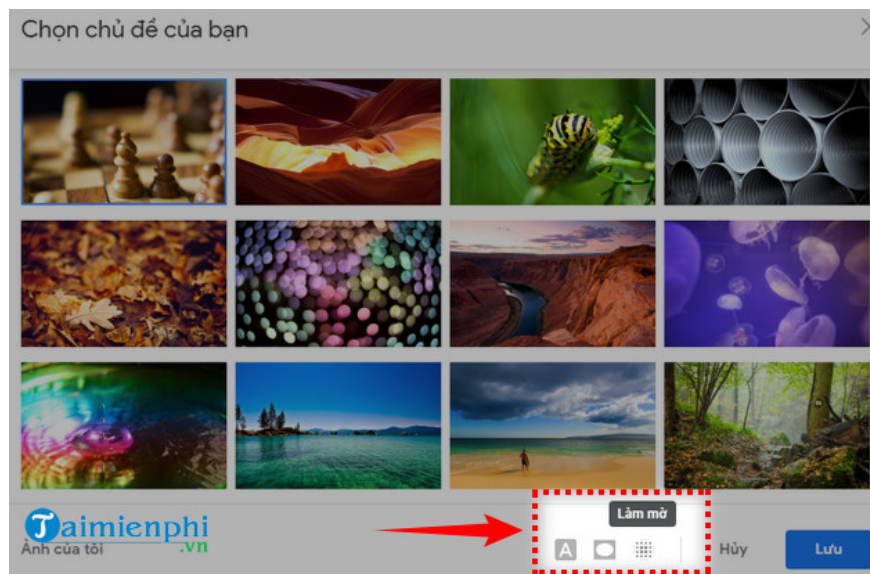 Chọn chủ đề của bạn
Làm mờ
Taimienphi
.vn
Ảnh của tôi
A
Hủy
Lưu